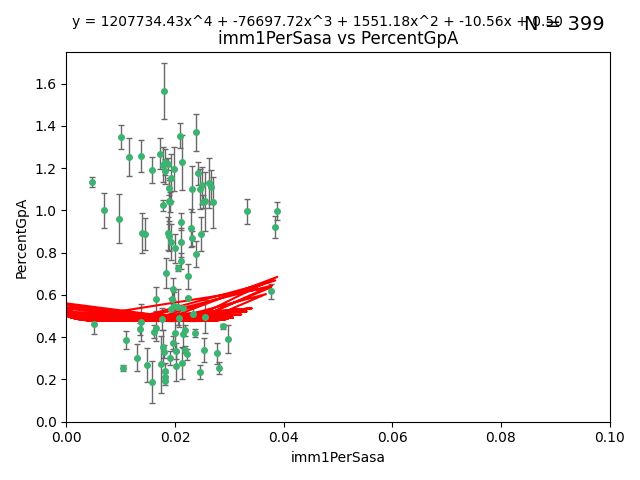 y = 1207734.43x^4 + -76697.72x^3 + 1551.18x^2 + -10.56x + 0.50
N = 399
imm1PerSasa vs PercentGpA
PercentGpA
1.6
1.4
1.2
1.0
0.8
0.6
0.4
0.2
0.0
0.00 0.02 0.04 0.06 0.08 0.10
imm1PerSasa